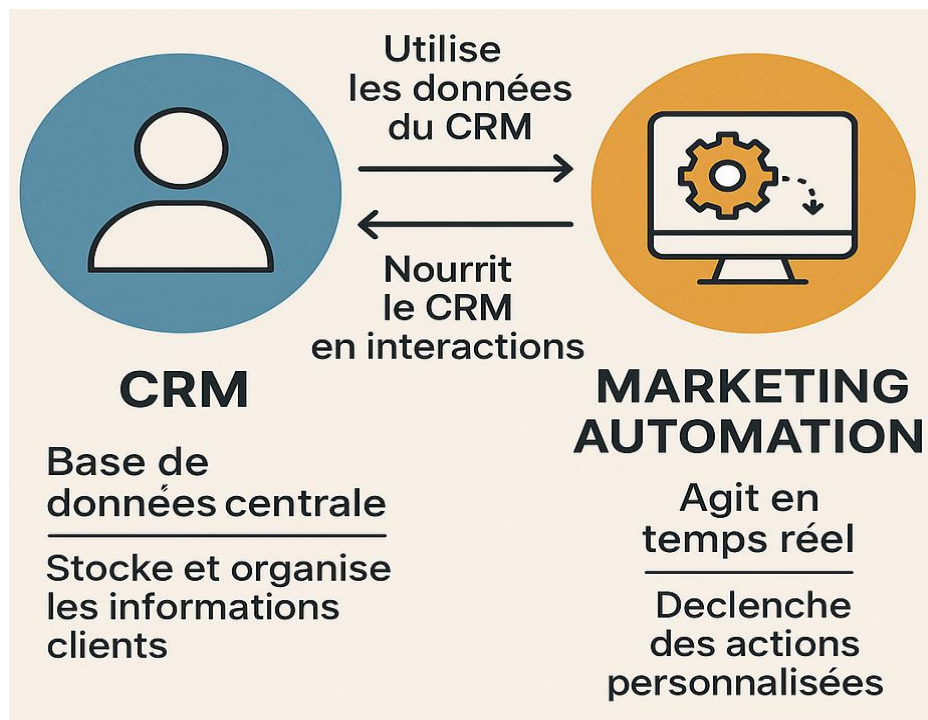 Utilise
les données
du CRM
Nourrit
le CRM
en interactions
CRM
Base de
données centrale
Stocke et organise
les informations
clients
MARKETING
AUTOMATION
Agit en
temps réel
Declenche
des actions
personnalisées